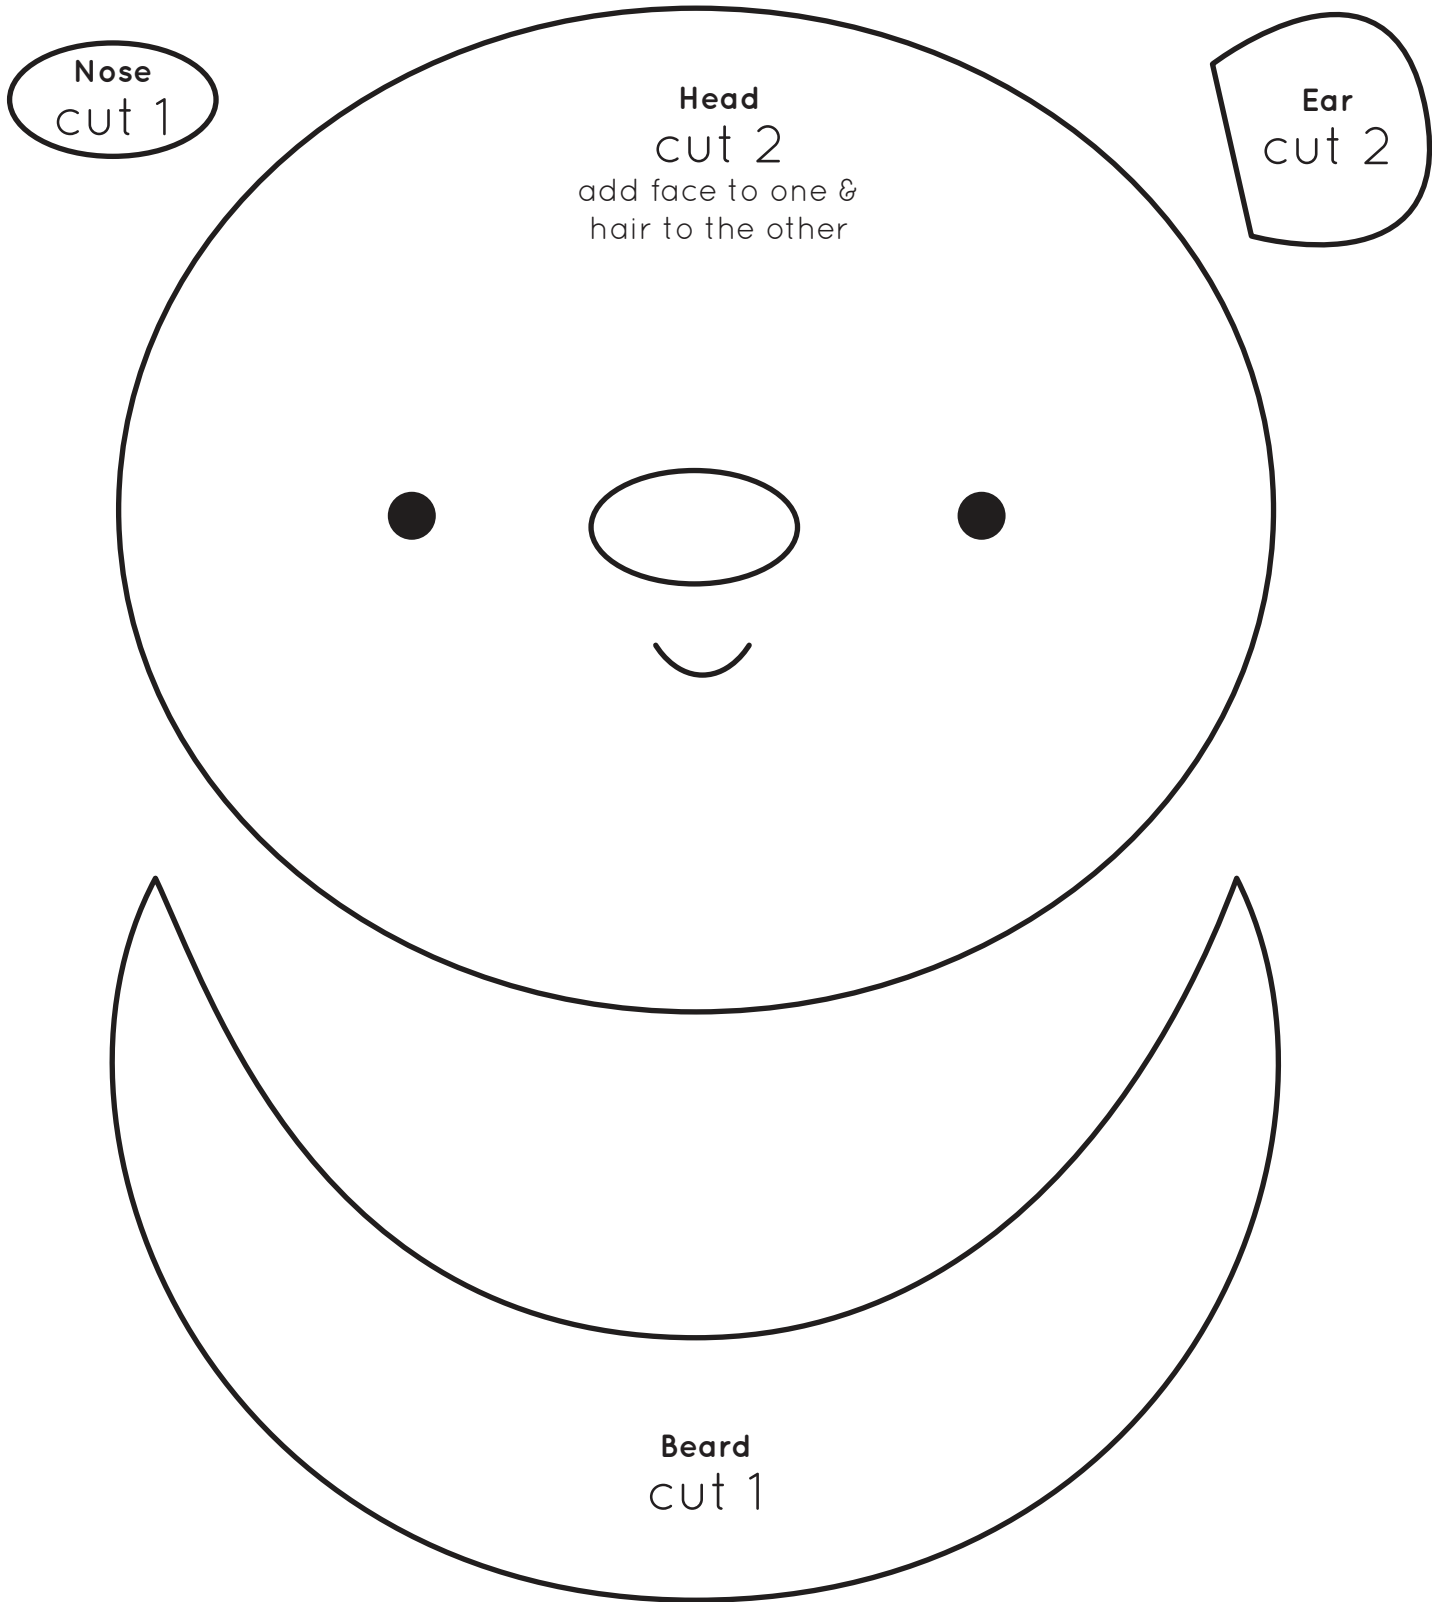 Nose
cut 1
Head
cut 2
add face to one &
hair to the other
Ear
cut 2
Beard
cut 1